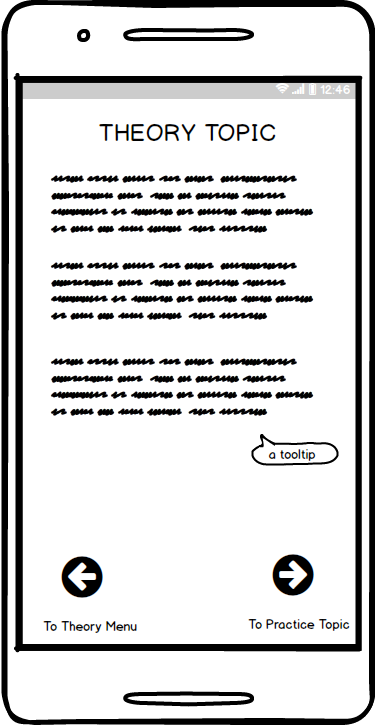 12:46
THEORY TOPIC
a tooltip
To Theory Menu
To Practice Topic